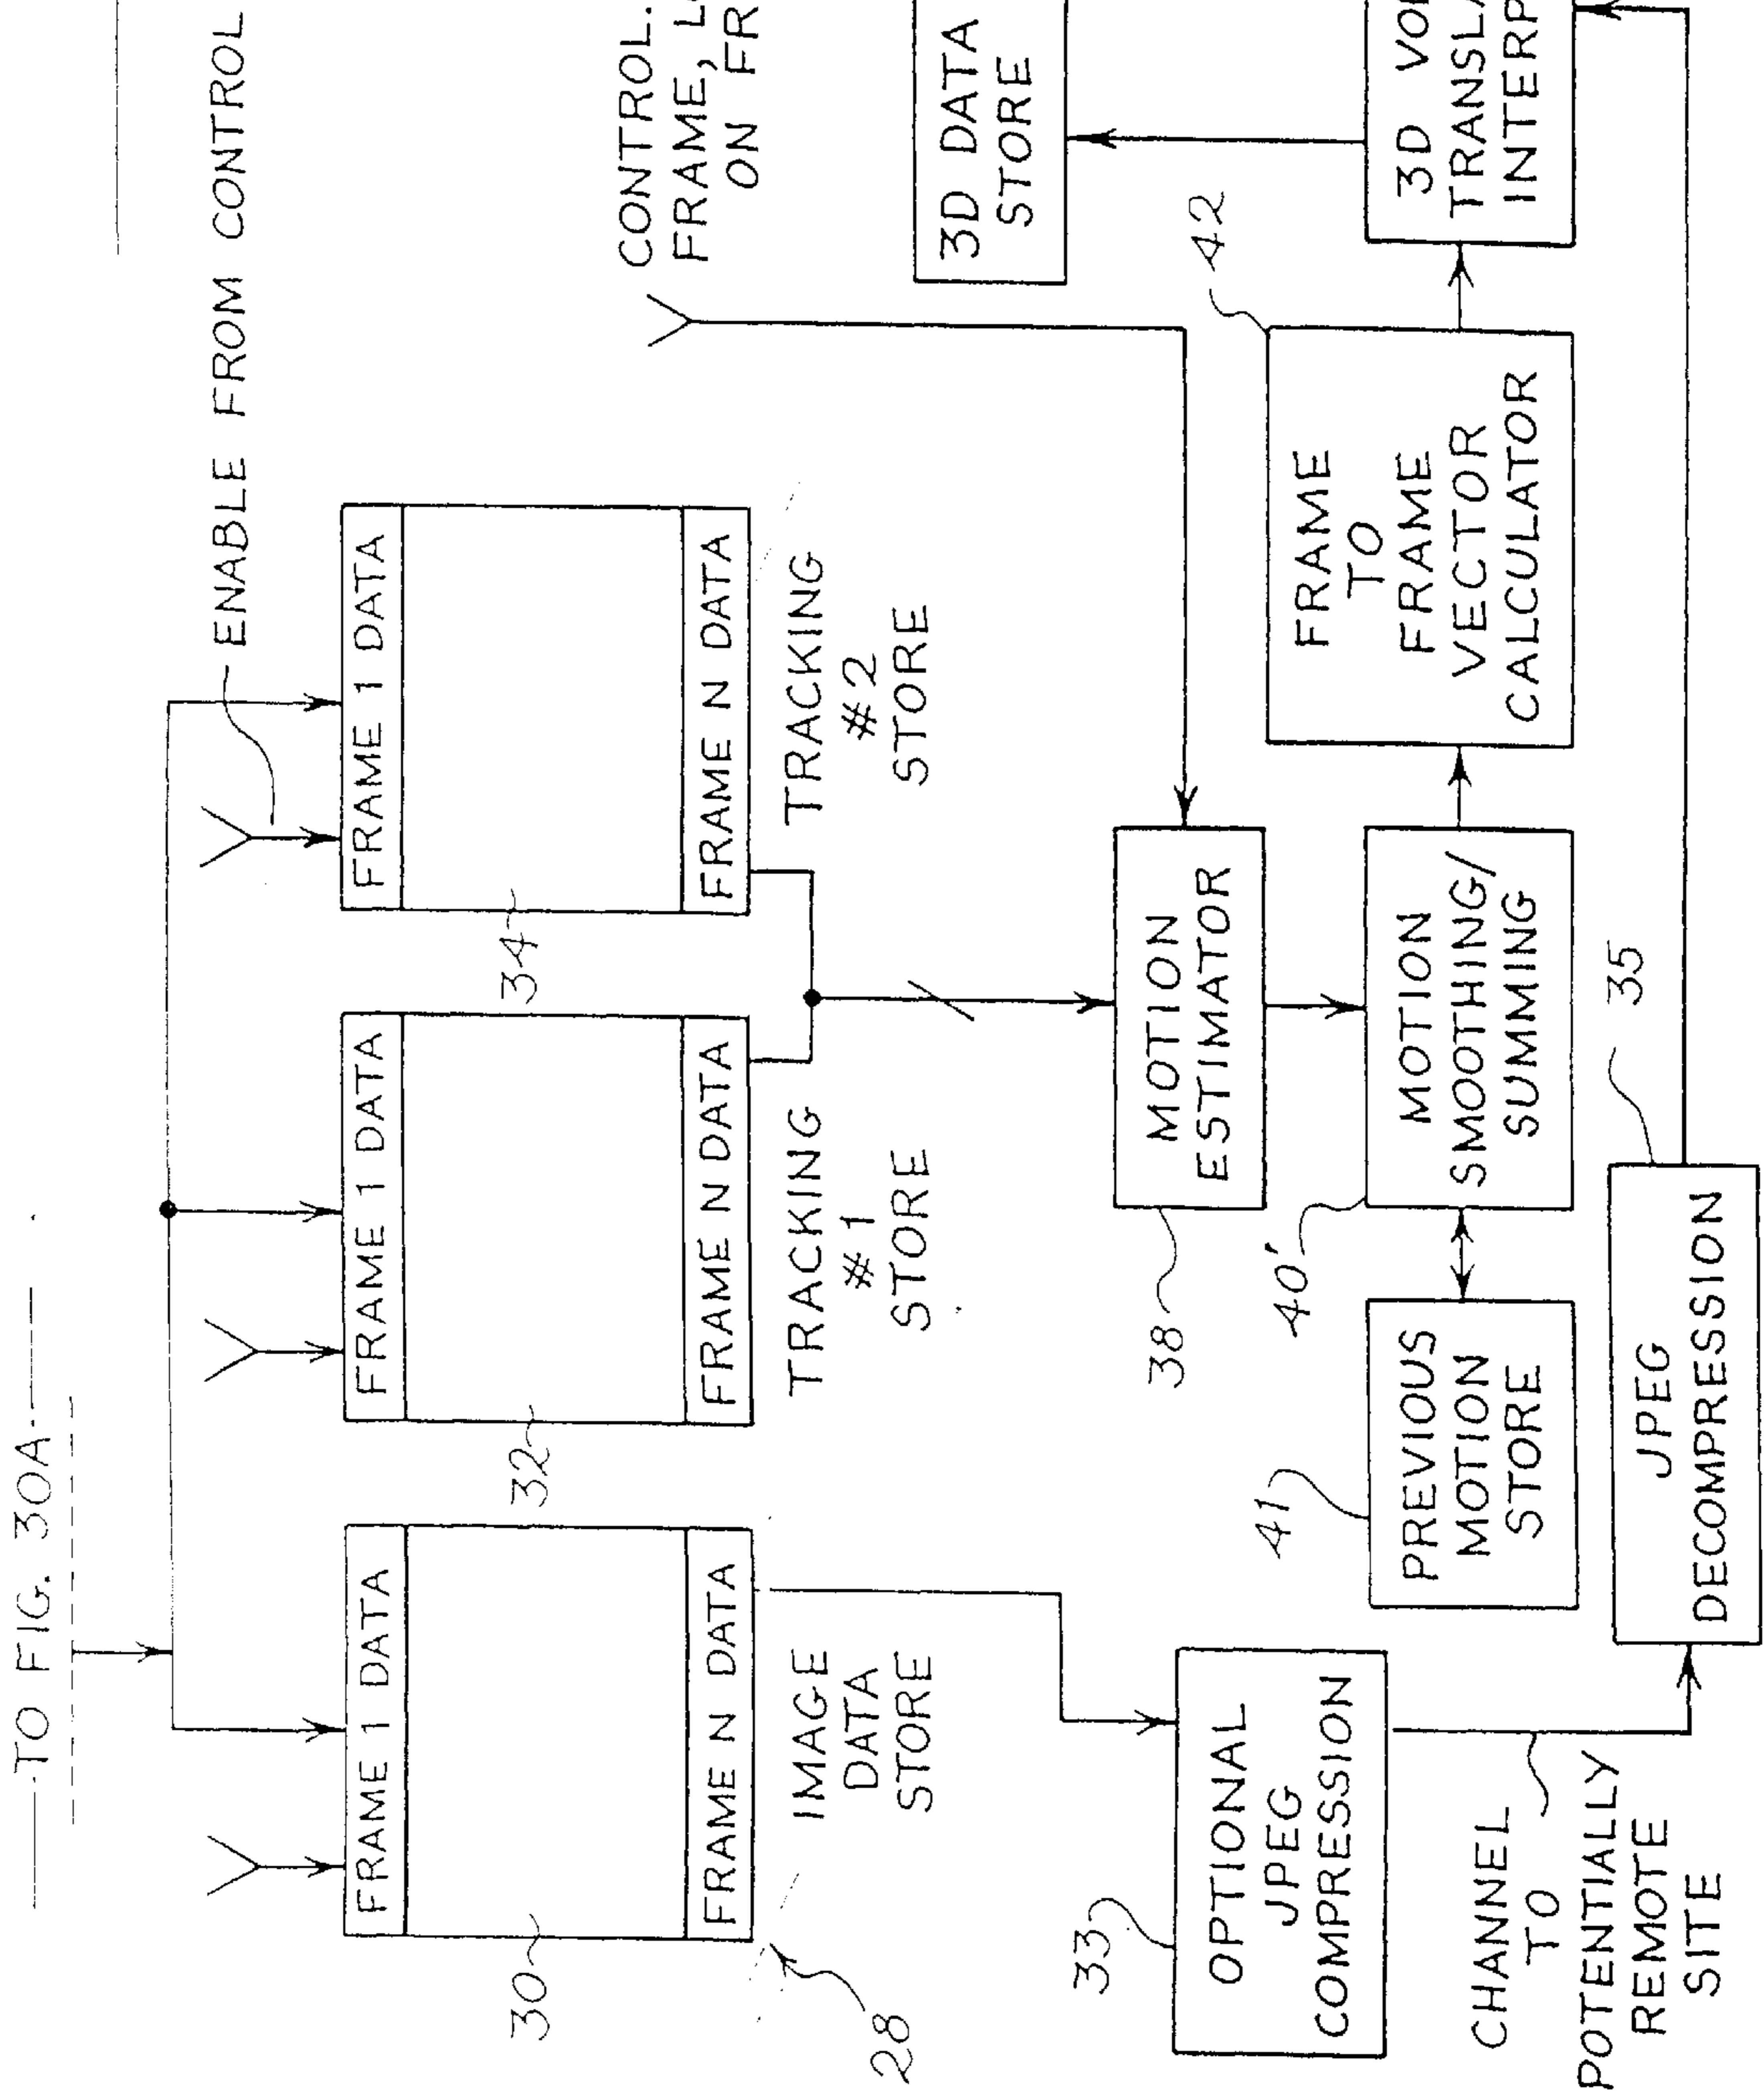 TO FIG. 30A
ENABLE FROM CONTROL
FRAME 1 DATA
FRAME N DATA
30
28
IMAGE
DATA
STORE
FRAME 1 DATA
FRAME N DATA
32
TRACKING
#1
STORE
FRAME 1 DATA
FRAME N DATA
34
TRACKING
#2
STORE
CONTROL.
FRAME,
ON
3D DATA
STORE
33
OPTIONAL
JPEG
COMPRESSION
CHANNEL
TO
POTENTIALLY
REMOTE
SITE
38
MOTION
ESTIMATOR
41
PREVIOUS
MOTION
STORE
40'
MOTION
SMOOTHING/
SUMMING
42
FRAME
TO
FRAME
VECTOR
CALCULATOR
3D
35
JPEG
DECOMPRESSION